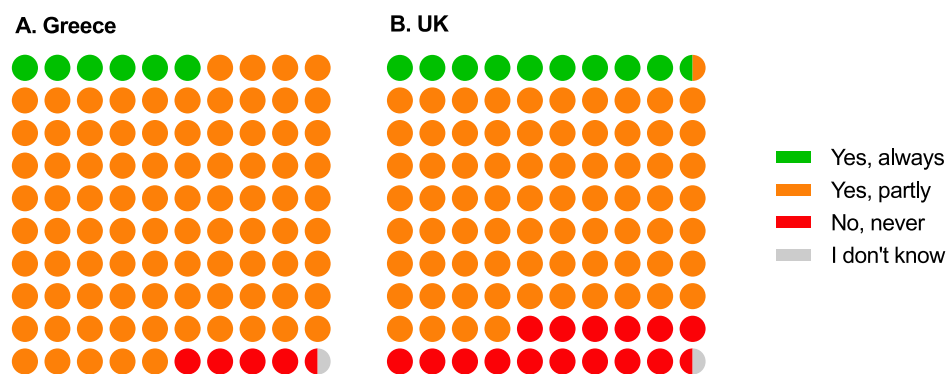 A. Greece
B. UK
Yes, always
Yes, partly
No, never
I don't know